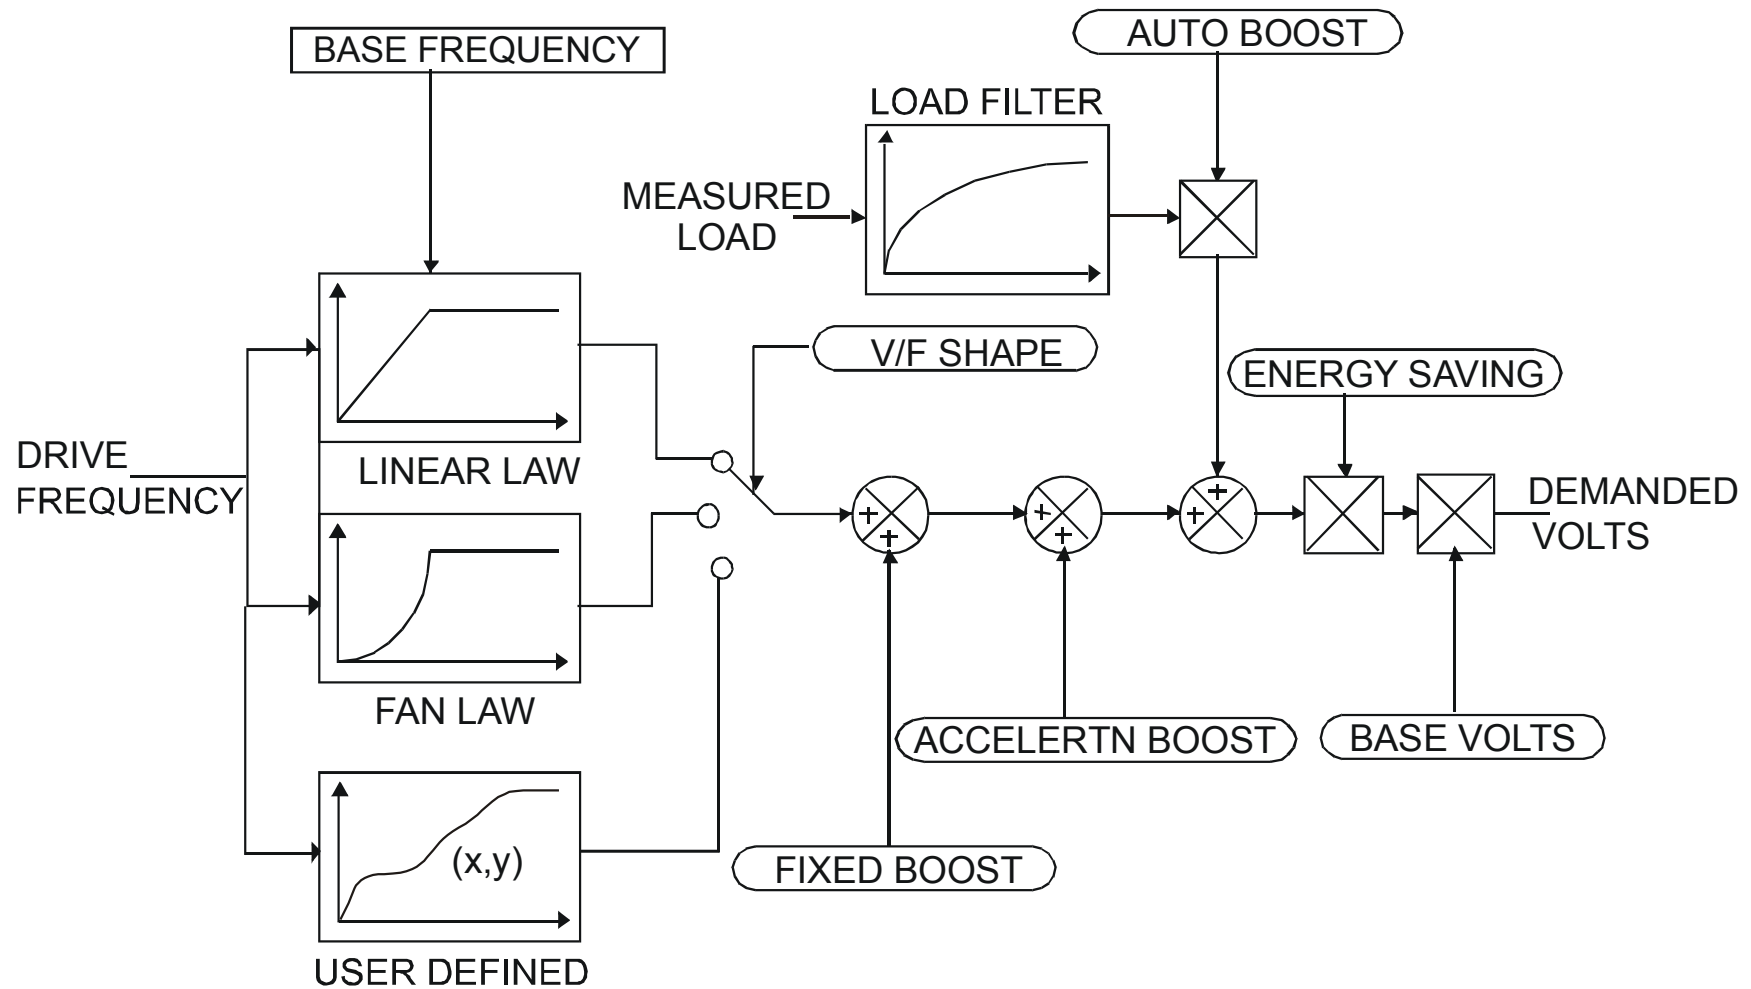 BASE FREQUENCY
AUTO BOOST
LOAD FILTER
MEASURED
LOAD
V/F SHAPE
ENERGY SAVING
DRIVE
FREQUENCY
LINEAR LAW
+
+
+
+
+
+
DEMANDED
VOLTS
FAN LAW
ACCELERTN BOOST
BASE VOLTS
(x,y)
FIXED BOOST
USER DEFINED